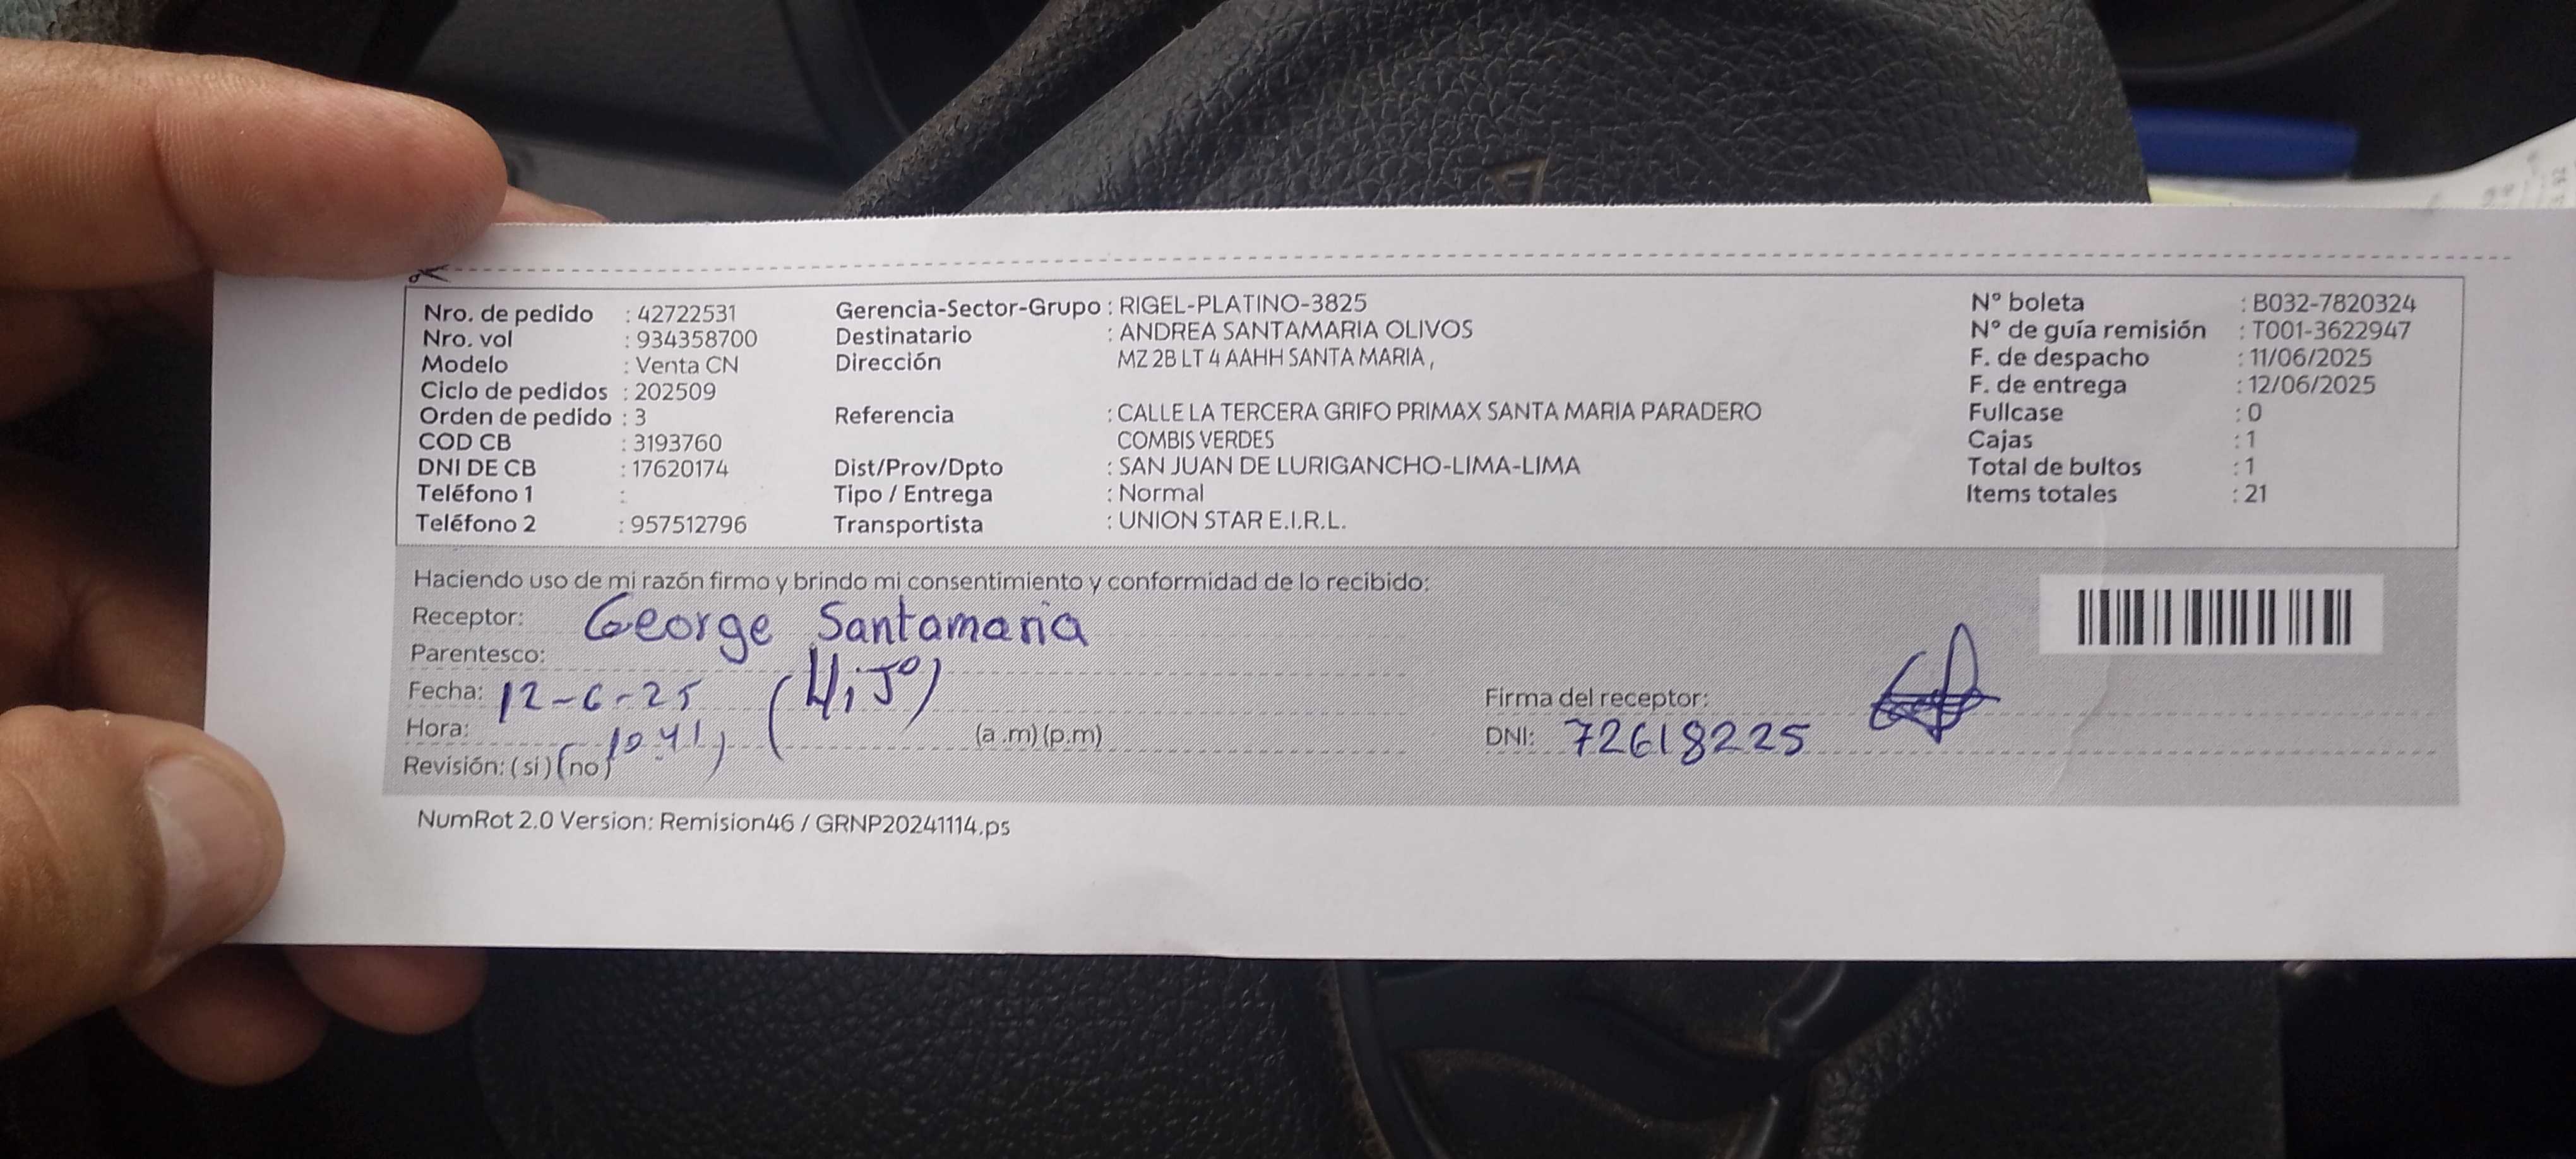 Nro. de pedido : 42722531
Nro. vol : 934358700
Modelo : Venta CN
Ciclo de pedidos : 202509
Orden de pedido : 3
COD CB : 3193760
DNI DE CB : 17620174
Teléfono 1 :
Teléfono 2 : 957512796
Gerencia-Sector-Grupo : RIGEL-PLATINO-3825
Destinatario : ANDREA SANTAMARIA OLIVOS
Dirección MZ 2B LT 4 AAHH SANTA MARIA ,
Referencia : CALLE LA TERCERA GRIFO PRIMAX SANTA MARIA PARADERO
COMBIS VERDES
Dist/Prov/Dpto : SAN JUAN DE LURIGANCHO-LIMA-LIMA
Tipo / Entrega : Normal
Transportista : UNION STAR E.I.R.L.
N° boleta : B032-7820324
N° de guía remisión : T001-3622947
F. de despacho : 11/06/2025
F. de entrega : 12/06/2025
Fullcase : 0
Cajas : 1
Total de bultos : 1
Items totales : 21
Haciendo uso de mi razón firmo y brindo mi consentimiento y conformidad de lo recibido:
Receptor: George Santamaria
Parentesco: (HiJo)
Fecha: 12-6-25
Hora: 10 41 (a .m) (p.m)
Revisión: ( si ) ( no )
Firma del receptor:
DNI: 72618225
NumRot 2.0 Version: Remision46 / GRNP20241114.ps